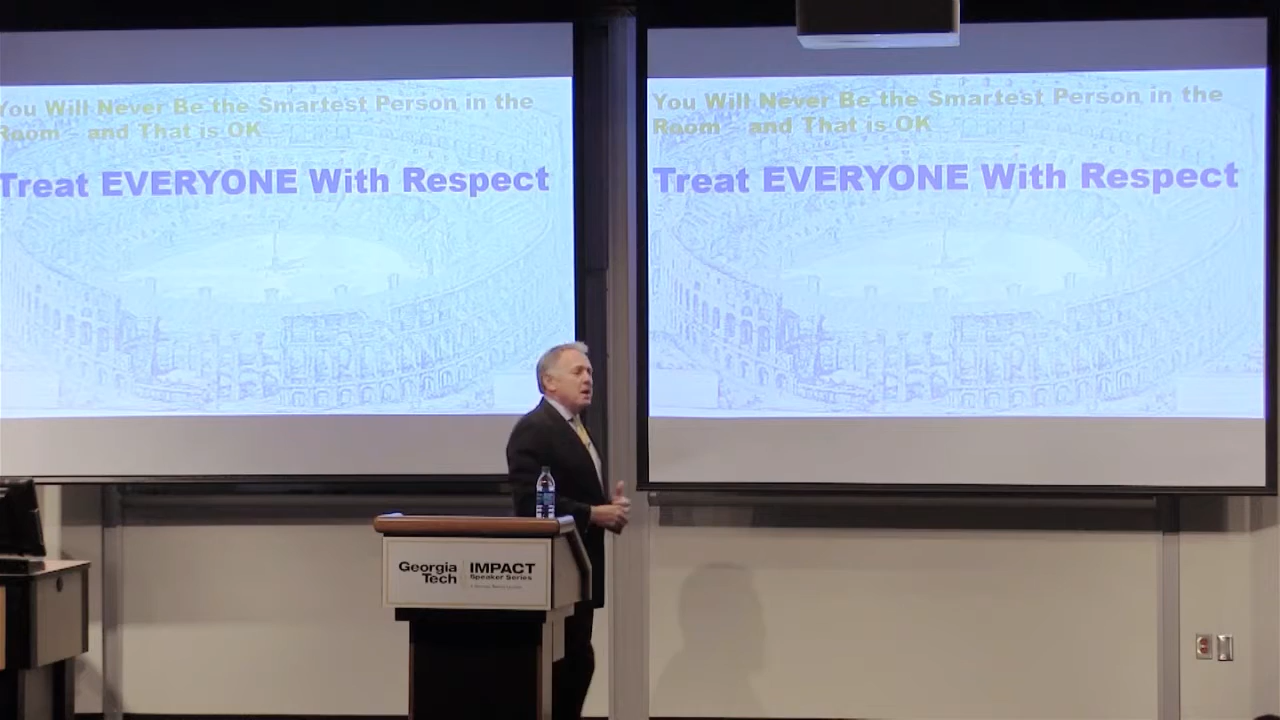 You Will Never Be the Smartest Person in the
Room – and That is OK
Treat EVERYONE With Respect
You Will Never Be the Smartest Person in the
Room – and That is OK
Treat EVERYONE With Respect
Georgia
Tech
IMPACT
Speaker Series